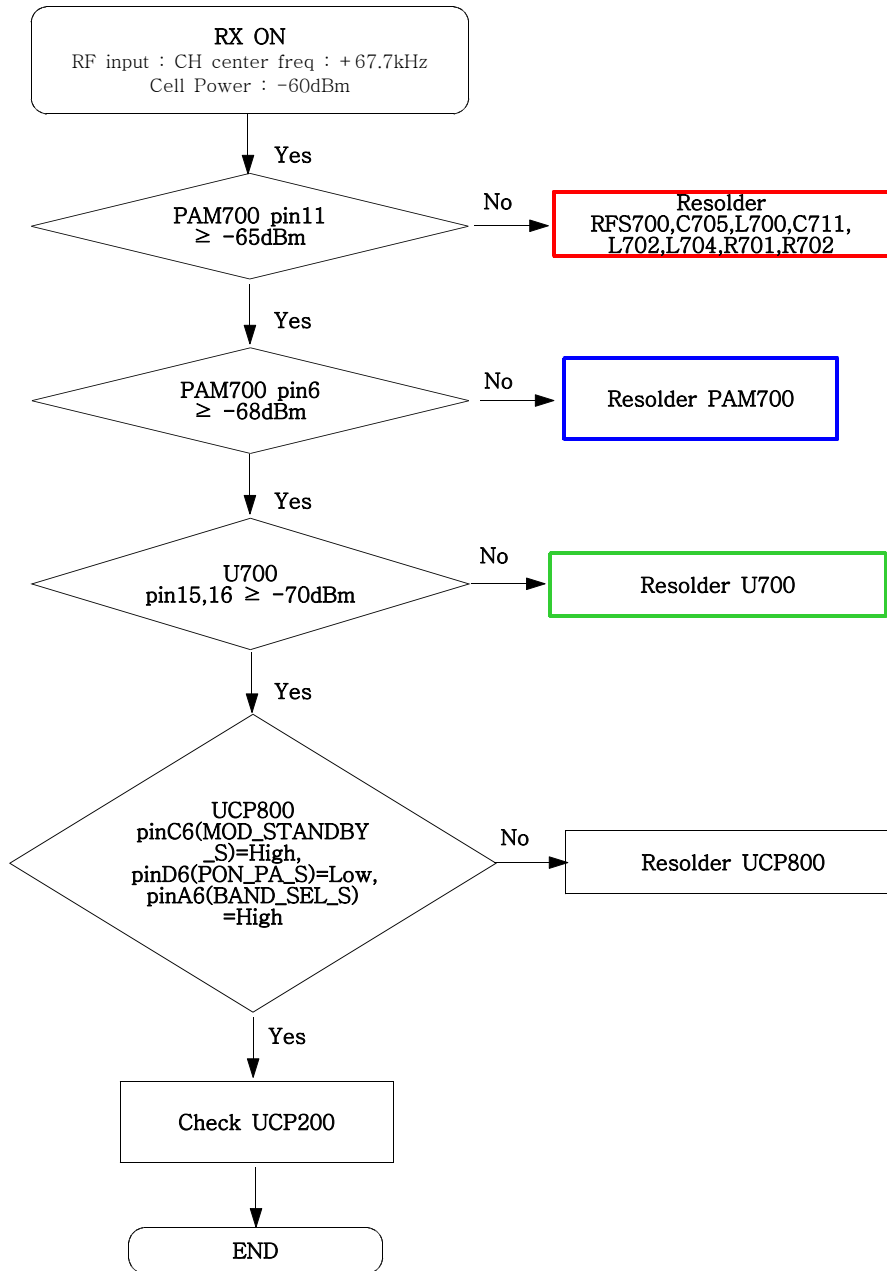 RX ON
RF input : CH center freq : +67.7kHz
Cell Power : -60dBm
Yes
PAM700 pin11
≥ -65dBm
No
Resolder
RFS700,C705,L700,C711,
L702,L704,R701,R702
Yes
PAM700 pin6
≥ -68dBm
No
Resolder PAM700
Yes
U700
pin15,16 ≥ -70dBm
No
Resolder U700
Yes
UCP800
pinC6(MOD_STANDBY
_S)=High,
pinD6(PON_PA_S)=Low,
pinA6(BAND_SEL_S)
=High
No
Resolder UCP800
Yes
Check UCP200
END